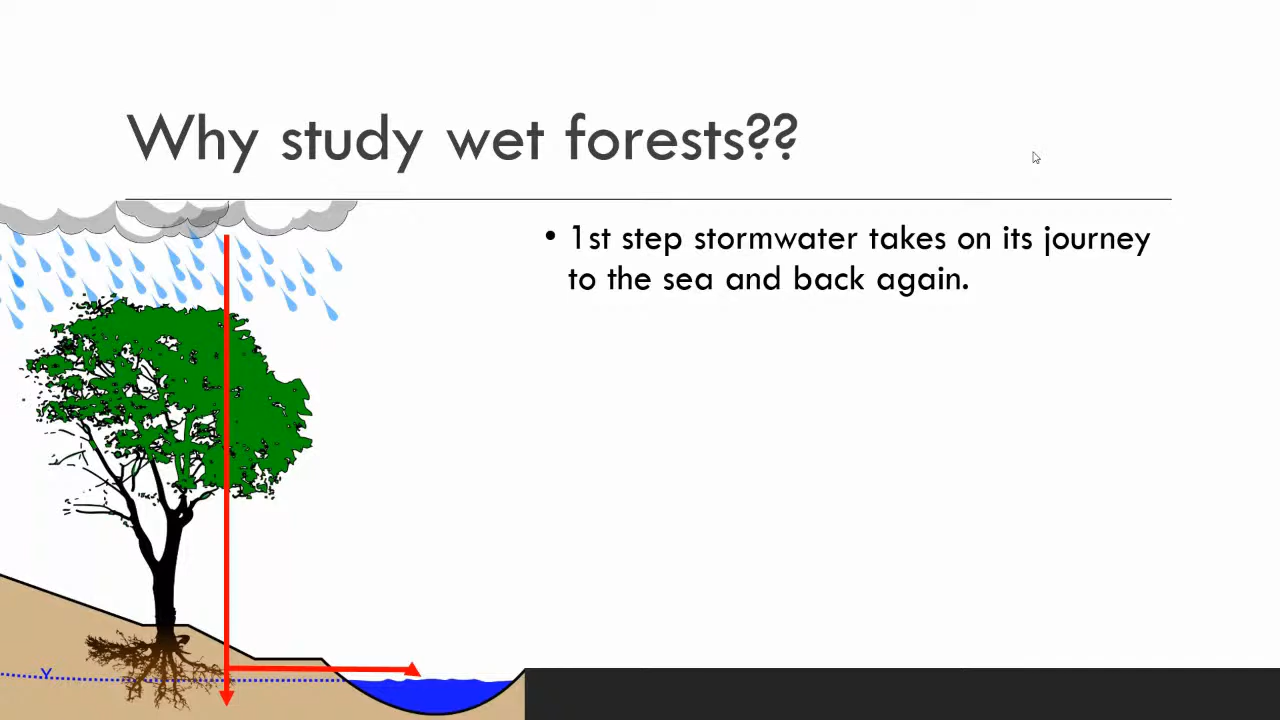 Why study wet forests??
• 1st step stormwater takes on its journey
to the sea and back again.